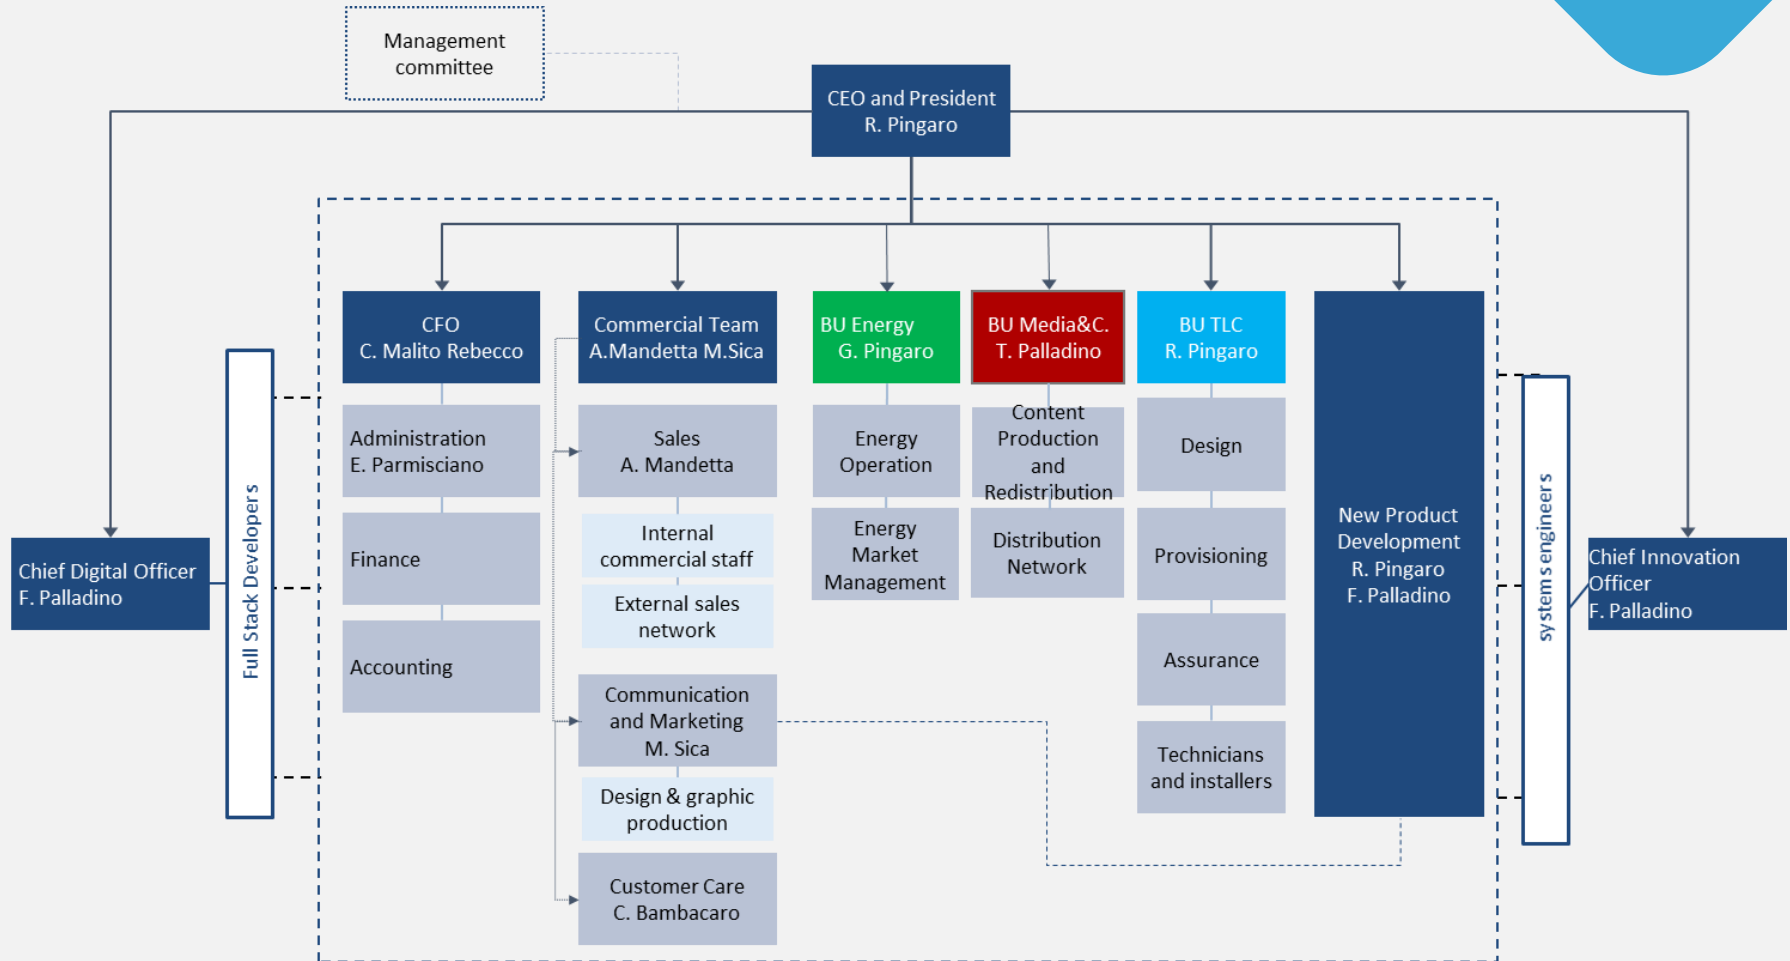 Management
committee
CEO and President
R. Pingaro
CFO
C. Malito Rebecco
Commercial Team
A.Mandetta M.Sica
BU Energy
G. Pingaro
BU Media&C.
T. Palladino
BU TLC
R. Pingaro
Administration
E. Parmisciano
Finance
Accounting
Sales
A. Mandetta
Internal
commercial staff
External sales
network
Communication
and Marketing
M. Sica
Design & graphic
production
Customer Care
C. Bambacaro
Energy
Operation
Energy
Market
Management
Content
Production
and
Redistribution
Distribution
Network
Design
Provisioning
Assurance
Technicians
and installers
New Product
Development
R. Pingaro
F. Palladino
Chief Digital Officer
F. Palladino
Full Stack Developers
systems engineers
Chief Innovation
Officer
F. Palladino